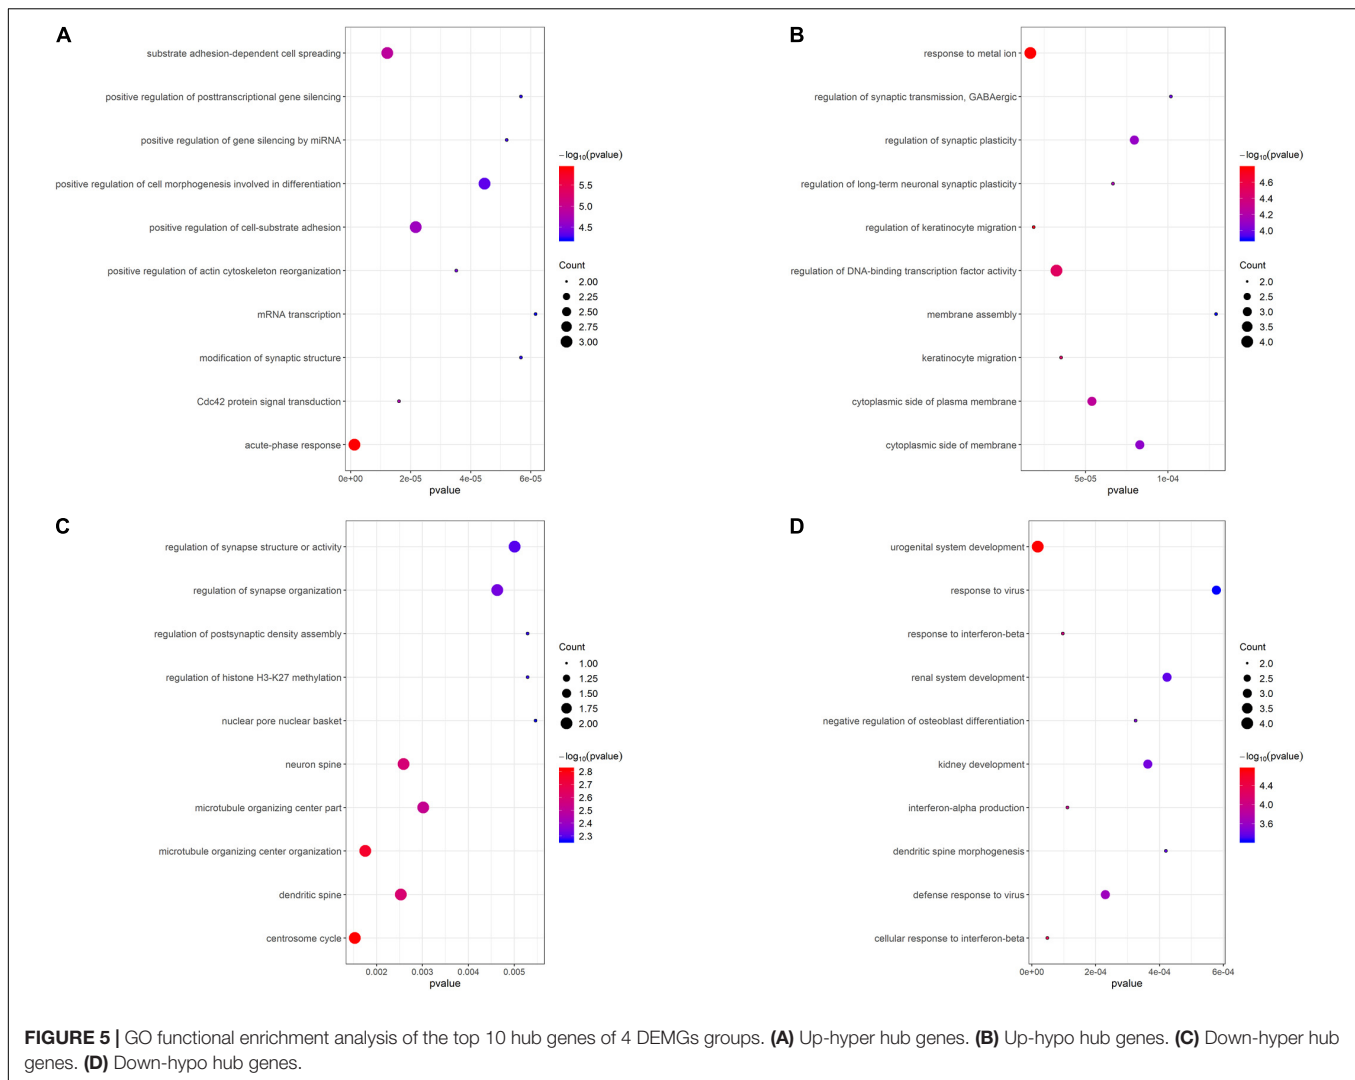 A
substrate adhesion-dependent cell spreading
positive regulation of posttranscriptional gene silencing
positive regulation of gene silencing by miRNA
positive regulation of cell morphogenesis involved in differentiation
positive regulation of cell-substrate adhesion
positive regulation of actin cytoskeleton reorganization
mRNA transcription
modification of synaptic structure
Cdc42 protein signal transduction
acute-phase response
0e+00 2e-05 4e-05 6e-05
pvalue
−log10(pvalue)
5.5
5.0
4.5
Count
2.00
2.25
2.50
2.75
3.00
B
response to metal ion
regulation of synaptic transmission, GABAergic
regulation of synaptic plasticity
regulation of long-term neuronal synaptic plasticity
regulation of keratinocyte migration
regulation of DNA-binding transcription factor activity
membrane assembly
keratinocyte migration
cytoplasmic side of plasma membrane
cytoplasmic side of membrane
5e-05 1e-04
pvalue
−log10(pvalue)
4.6
4.4
4.2
4.0
Count
2.0
2.5
3.0
3.5
4.0
C
regulation of synapse structure or activity
regulation of synapse organization
regulation of postsynaptic density assembly
regulation of histone H3-K27 methylation
nuclear pore nuclear basket
neuron spine
microtubule organizing center part
microtubule organizing center organization
dendritic spine
centrosome cycle
0.002 0.003 0.004 0.005
pvalue
Count
1.00
1.25
1.50
1.75
2.00
−log10(pvalue)
2.8
2.7
2.6
2.5
2.4
2.3
D
urogenital system development
response to virus
response to interferon-beta
renal system development
negative regulation of osteoblast differentiation
kidney development
interferon-alpha production
dendritic spine morphogenesis
defense response to virus
cellular response to interferon-beta
0e+00 2e-04 4e-04 6e-04
pvalue
Count
2.0
2.5
3.0
3.5
4.0
−log10(pvalue)
4.4
4.0
3.6
FIGURE 5 | GO functional enrichment analysis of the top 10 hub genes of 4 DEMGs groups. (A) Up-hyper hub genes. (B) Up-hypo hub genes. (C) Down-hyper hub
genes. (D) Down-hypo hub genes.